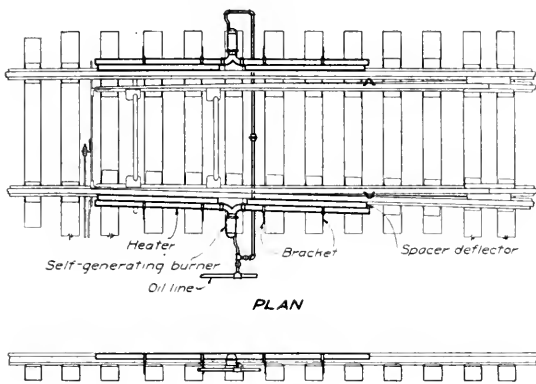 Heater
Bracket
Spacer deflector
Self-generating burner
Oil line
PLAN